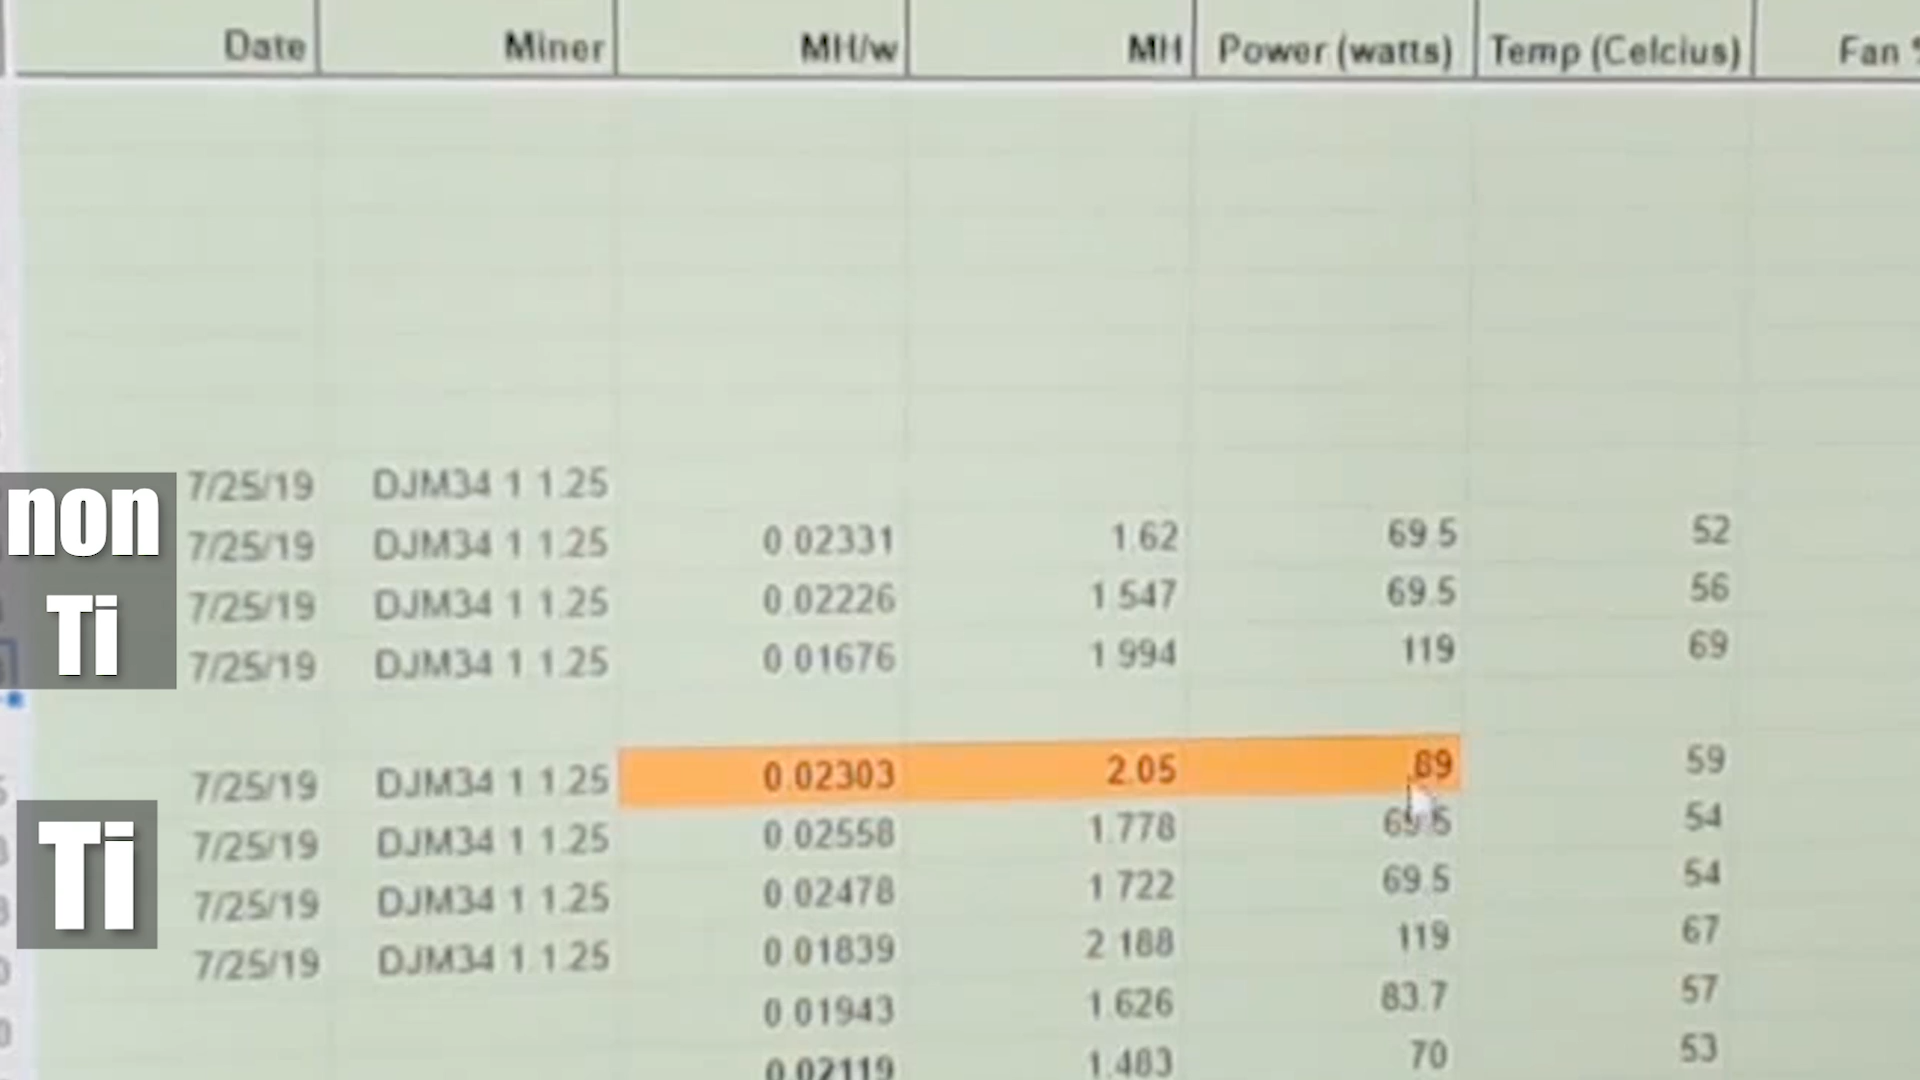 Date Miner MH/w MH Power (watts) Temp (Celcius) Fan
7/25/19 DJM34 1 1.25
non 7/25/19 DJM34 1 1.25 0.02331 1.62 69.5 52
Ti 7/25/19 DJM34 1 1.25 0.02226 1.547 69.5 56
7/25/19 DJM34 1 1.25 0.01676 1.994 119 69
7/25/19 DJM34 1 1.25 0.02303 2.05 89 59
Ti 7/25/19 DJM34 1 1.25 0.02558 1.778 69.5 54
7/25/19 DJM34 1 1.25 0.02478 1.722 69.5 54
7/25/19 DJM34 1 1.25 0.01839 2.188 119 67
0.01943 1.626 83.7 57
0.02119 1.483 70 53